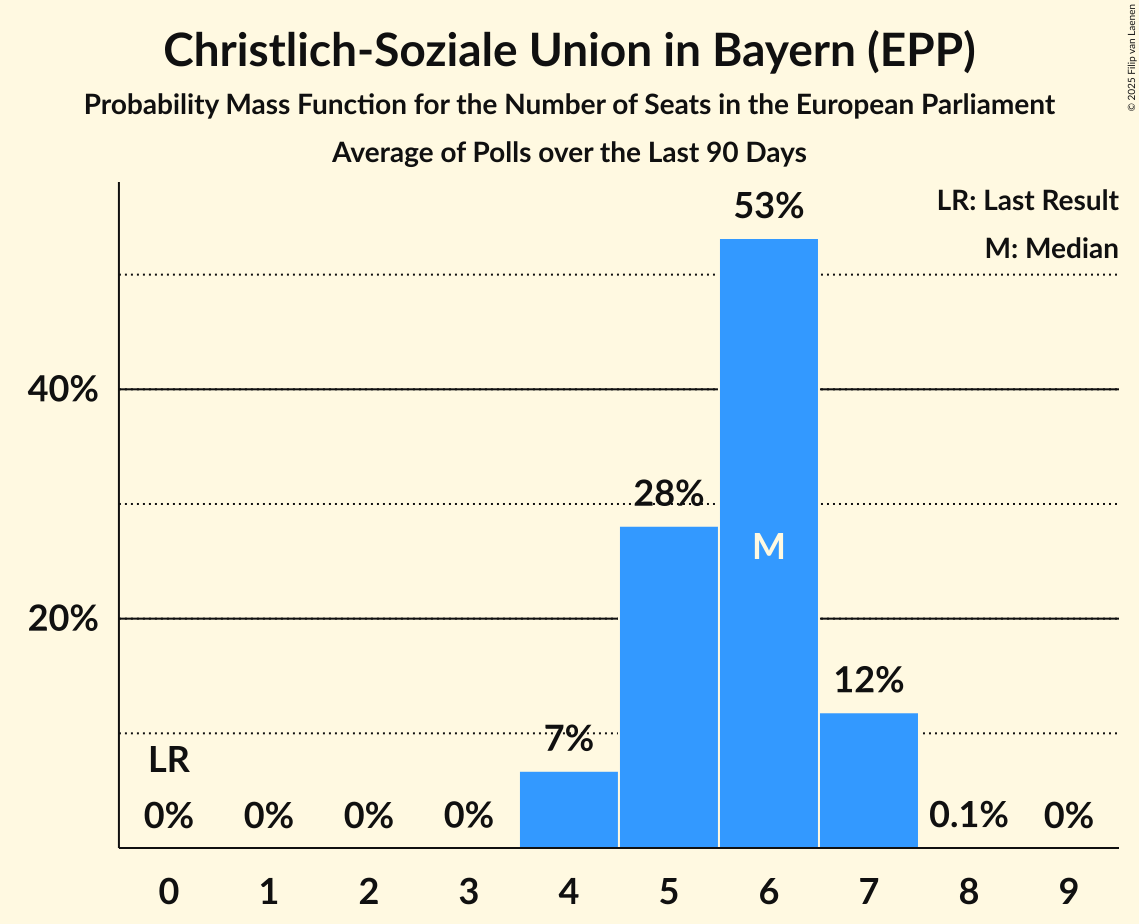 Christlich-Soziale Union in Bayern (EPP)
Probability Mass Function for the Number of Seats in the European Parliament
Average of Polls over the Last 90 Days
© 2025 Filip van Laenen
LR: Last Result
M: Median
53%
40%
28%
M
20%
12%
7%
LR
0% 0% 0% 0% 0.1% 0%
0 1 2 3 4 5 6 7 8 9